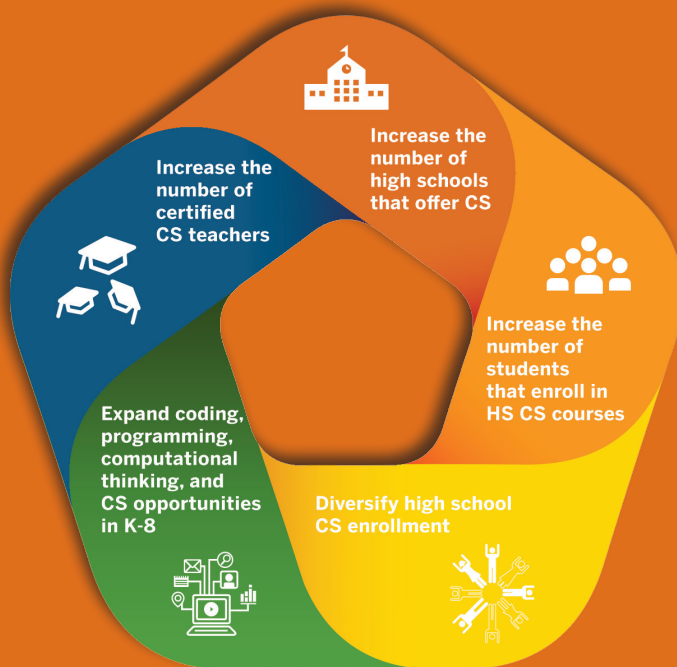 Increase the
number of
high schools
that offer CS
Increase the
number of
students
that enroll in
HS CS courses
Diversify high school
CS enrollment
Expand coding,
programming,
computational
thinking, and
CS opportunities
in K-8
Increase the
number of
certified
CS teachers